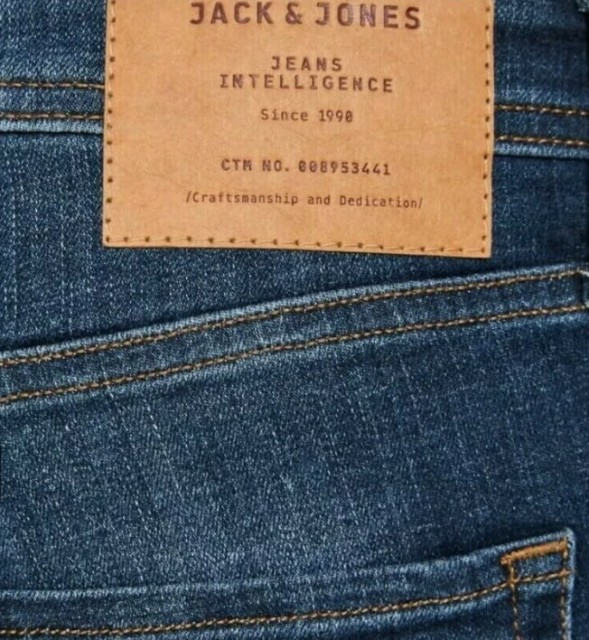 JACK & JONES
JEANS
INTELLIGENCE
Since 1990
CTM NO. 008953441
/Craftsmanship and Dedication/